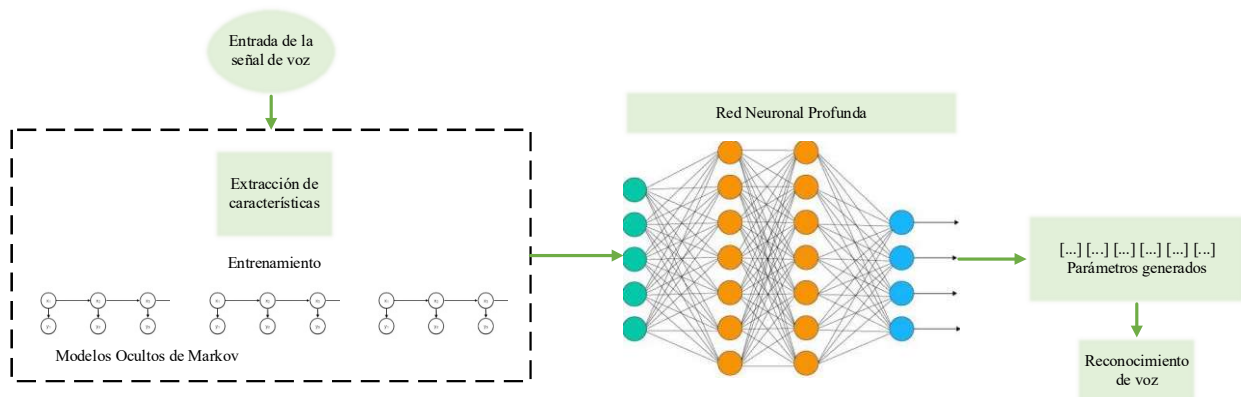 Entrada de la
señal de voz
Extracción de
características
Entrenamiento
Modelos Ocultos de Markov
Red Neuronal Profunda
[...] [...] [...] [...] [...] [...]
Parámetros generados
Reconocimiento
de voz